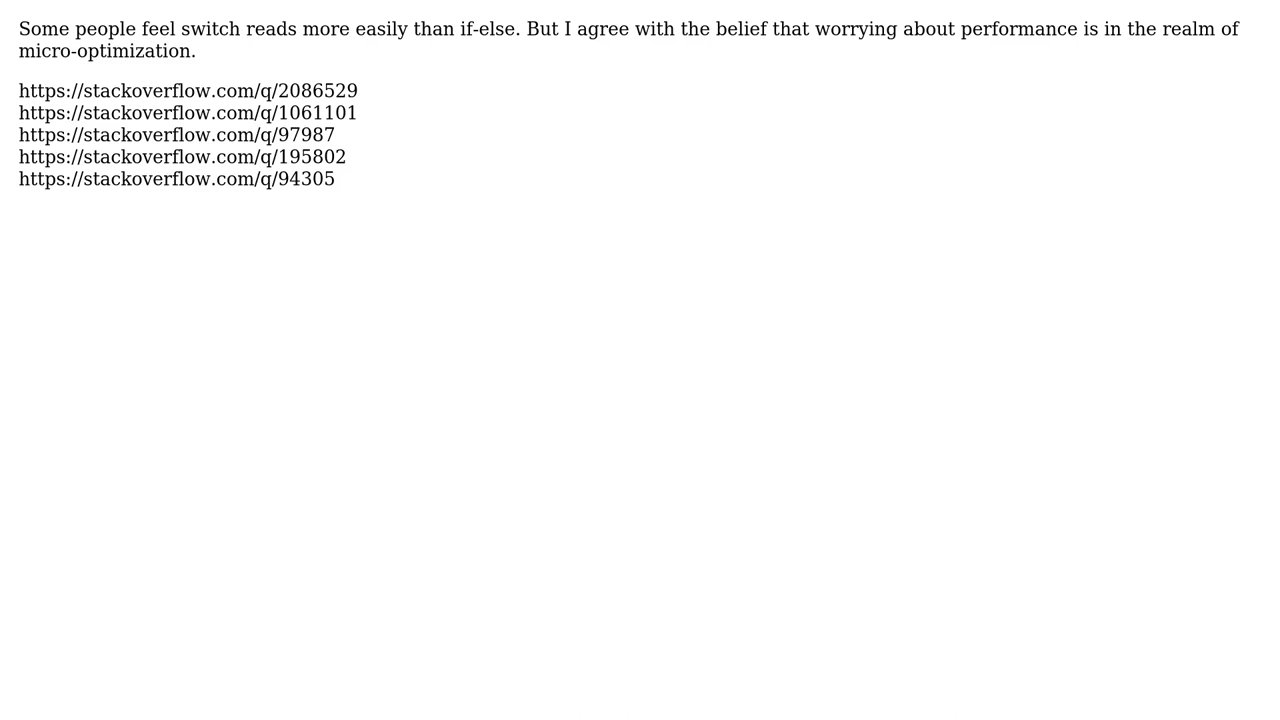 Some people feel switch reads more easily than if-else. But I agree with the belief that worrying about performance is in the realm of
micro-optimization.
https://stackoverflow.com/q/2086529
https://stackoverflow.com/q/1061101
https://stackoverflow.com/q/97987
https://stackoverflow.com/q/195802
https://stackoverflow.com/q/94305